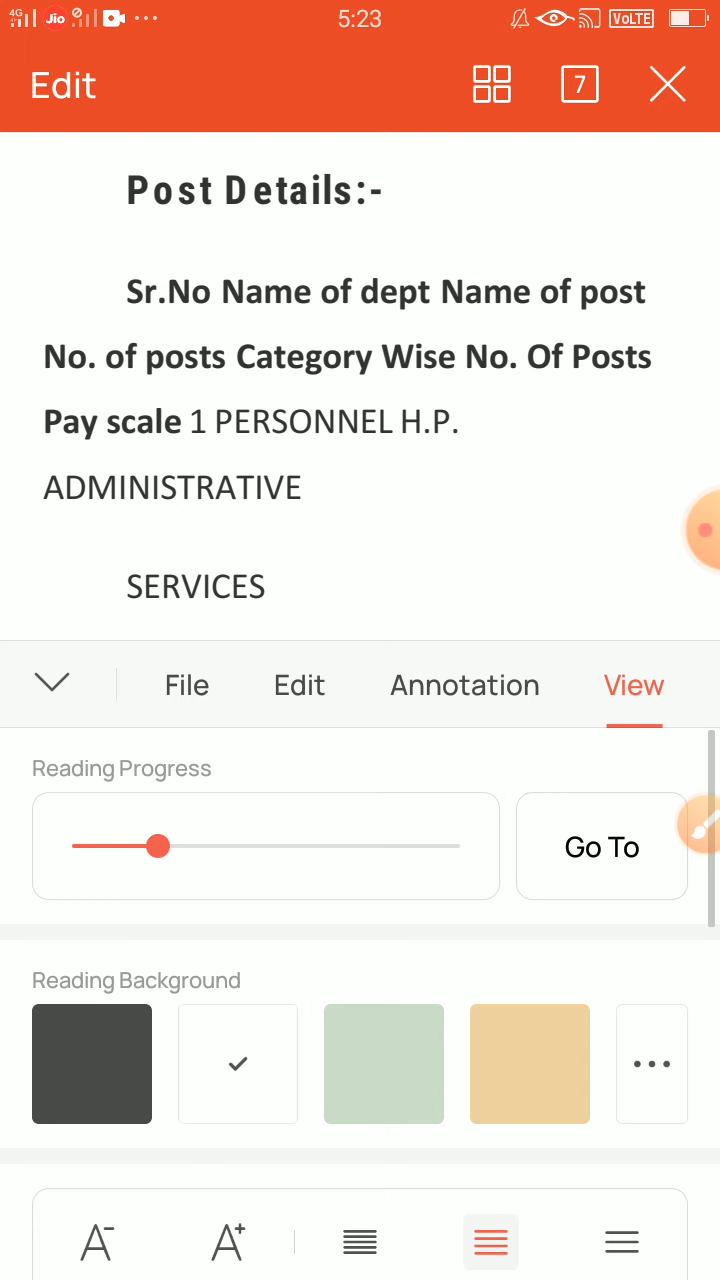 4G Jio 5:23 VoLTE
Edit 7
Post Details:-
Sr.No Name of dept Name of post
No. of posts Category Wise No. Of Posts
Pay scale 1 PERSONNEL H.P.
ADMINISTRATIVE
SERVICES
File Edit Annotation View
Reading Progress
Go To
Reading Background
A- A+